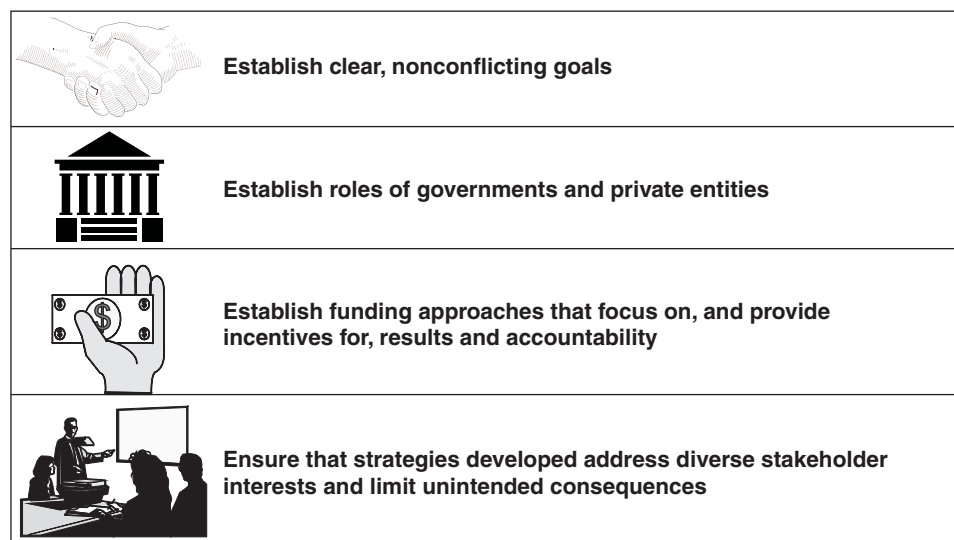 Establish clear, nonconflicting goals
Establish roles of governments and private entities
$
$
$
$
$
Establish funding approaches that focus on, and provide
incentives for, results and accountability
Ensure that strategies developed address diverse stakeholder
interests and limit unintended consequences